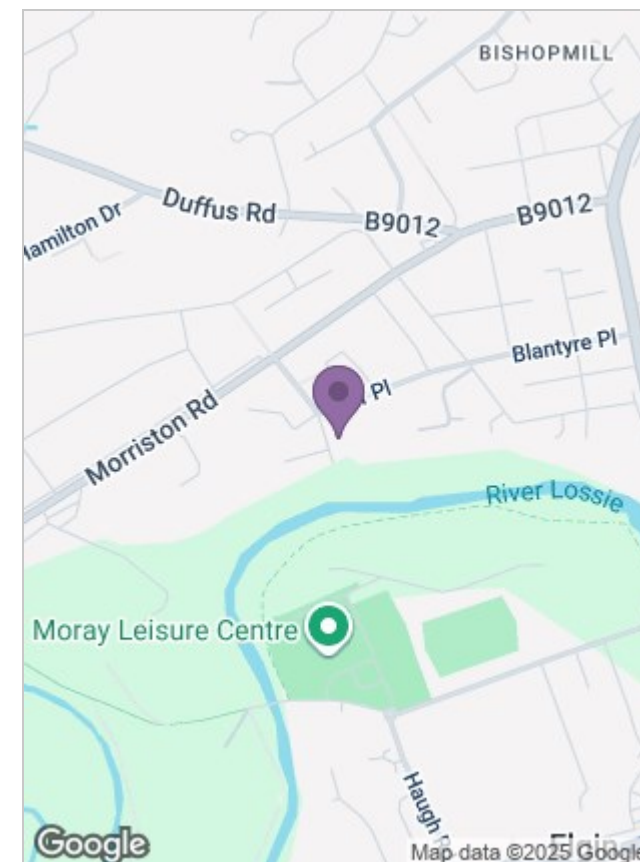 BISHOPMILL
Hamilton Dr
Duffus Rd
B9012
B9012
Blantyre Pl
Pl
Morriston Rd
River Lossie
Moray Leisure Centre
Haugh
Elgin
Google
Map data ©2025 Google